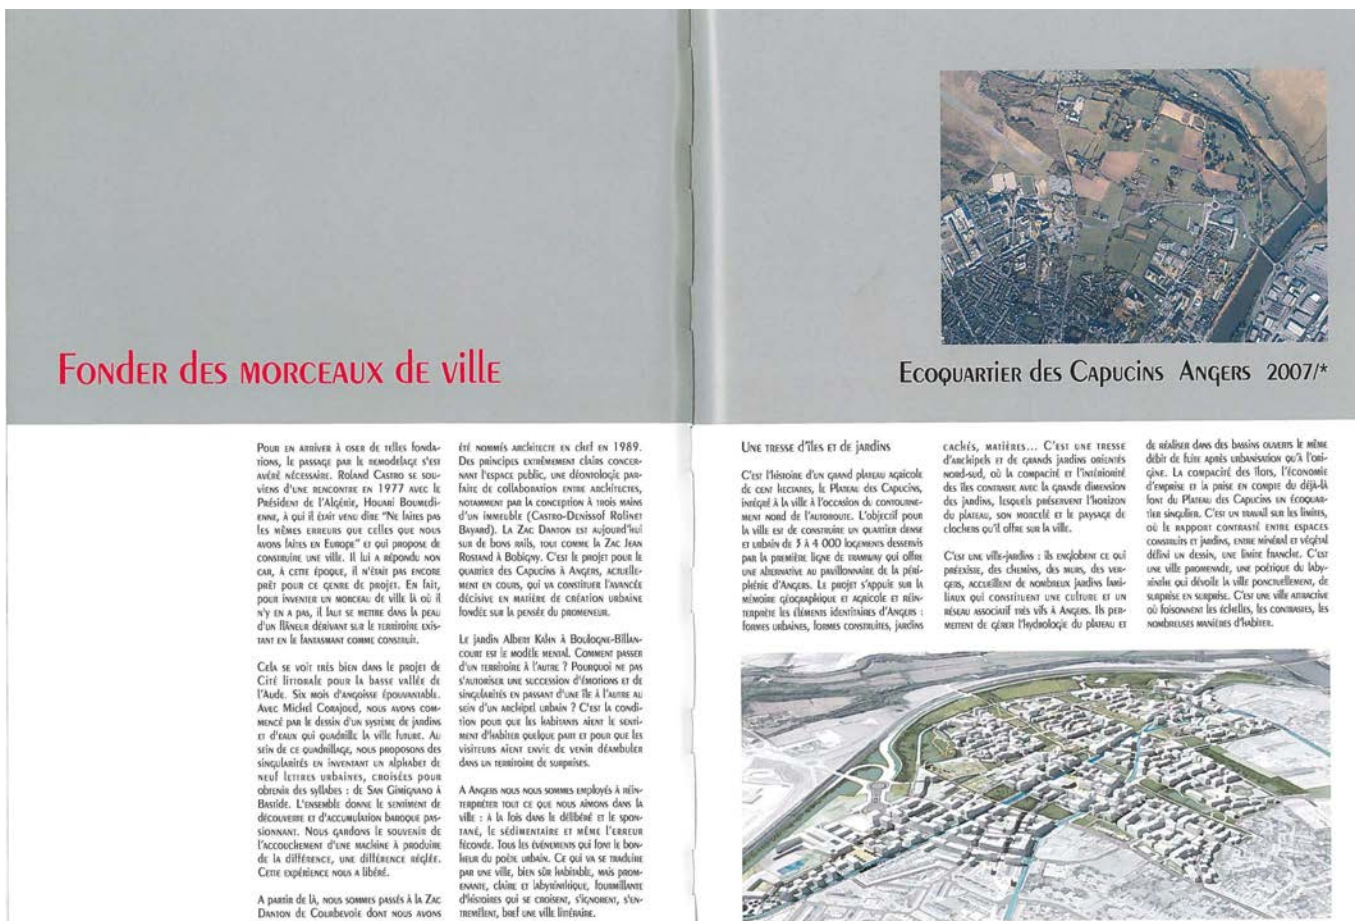 Fonder des morceaux de ville
Pour en arriver à oser de telles fonda-
tions, le passage par le remodelage s'est
avéré nécessaire. Roland Castro se sou-
viens d'une rencontre en 1977 avec le
Président de l'Algérie, Houari Boumedi-
enne, à qui il était venu dire "Ne faites pas
les mêmes erreurs que celles que nous
avons faites en Europe" et qui propose de
construire une ville. Il lui a répondu non
car, à cette époque, il n'était pas encore
prêt pour ce genre de projet. En fait,
pour inventer un morceau de ville là où il
n'y en a pas, il faut se mettre dans la peau
d'un flâneur dérivant sur le territoire exis-
tant en le fantasmant comme construit.
Cela se voit très bien dans le projet de
Cité littorale pour la basse vallée de
l'Aude. Six mois d'angoisse épouvantable.
Avec Michel Corajoud, nous avons com-
mencé par le dessin d'un système de jardins
et d'eaux qui quadrille la ville future. Au
sein de ce quadrillage, nous proposons des
singularités en inventant un alphabet de
neuf lettres urbaines, croisées pour
obtenir des syllabes : de San Gimignano à
Bastide. L'ensemble donne le sentiment de
découverte et d'accumulation baroque pas-
sionnant. Nous gardons le souvenir de
l'accouchement d'une machine à produire
de la différence, une différence réglée.
Cette expérience nous a libéré.
A partir de là, nous sommes passés à la Zac
Danton de Courbevoie dont nous avons
été nommés architecte en chef en 1989.
Des principes extrêmement clairs concer-
nant l'espace public, une déontologie par-
faite de collaboration entre architectes,
notamment par la conception à trois mains
d'un immeuble (Castro-Denissof Rolinet
Bayard). La Zac Danton est aujourd'hui
sur de bons rails, tout comme la Zac Jean
Rostand à Bobigny. C'est le projet pour le
quartier des Capucins à Angers, actuelle-
ment en cours, qui va constituer l'avancée
décisive en matière de création urbaine
fondée sur la pensée du promeneur.
Le jardin Albert Kahn à Boulogne-Billan-
court est le modèle mental. Comment passer
d'un territoire à l'autre ? Pourquoi ne pas
s'autoriser une succession d'émotions et de
singularités en passant d'une île à l'autre au
sein d'un archipel urbain ? C'est la condi-
tion pour que les habitants aient le senti-
ment d'habiter quelque part et pour que les
visiteurs aient envie de venir déambuler
dans un territoire de surprises.
A Angers nous nous sommes employés à réin-
terpréter tout ce que nous aimons dans la
ville : à la fois dans le délibéré et le spon-
tané, le sédimentaire et même l'erreur
féconde. Tous les événements qui font le bon-
heur du poète urbain. Ce qui va se traduire
par une ville, bien sûr habitable, mais prom-
enante, claire et labyrinthique, fourmillante
d'histoires qui se croisent, s'ignorent, s'en-
tremêlent, bref une ville littéraire.
Ecoquartier des Capucins Angers 2007/*
Une tresse d'îles et de jardins
C'est l'histoire d'un grand plateau agricole
de cent hectares, le Plateau des Capucins,
intégré à la ville à l'occasion du contourne-
ment nord de l'autoroute. L'objectif pour
la ville est de construire un quartier dense
et urbain de 3 à 4 000 logements desservis
par la première ligne de tramway qui offre
une alternative au pavillonnaire de la péri-
phérie d'Angers. Le projet s'appuie sur la
mémoire géographique et agricole et réin-
terprète les éléments identitaires d'Angers :
formes urbaines, formes construites, jardins
cachés, matières... C'est une tresse
d'archipels et de grands jardins orientés
nord-sud, où la compacité et l'intériorité
des îles contraste avec la grande dimension
des jardins, lesquels préservent l'horizon
du plateau, son morcelé et le paysage de
clochers qu'il offre sur la ville.
C'est une ville-jardins : ils englobent ce qui
préexiste, des chemins, des murs, des ver-
gers, accueillent de nombreux jardins fami-
liaux qui constituent une culture et un
réseau associatif très vifs à Angers. Ils per-
mettent de gérer l'hydrologie du plateau et
de réaliser dans des bassins ouverts le même
débit de fuite après urbanisation qu'à l'ori-
gine. La compacité des îlots, l'économie
d'emprise et la prise en compte du déjà-là
font du Plateau des Capucins un écoquar-
tier singulier. C'est un travail sur les limites,
où le rapport contrasté entre espaces
construits et jardins, entre minéral et végétal
défini un dessin, une limite franche. C'est
une ville promenade, une poétique du laby-
rinthe qui dévoile la ville ponctuellement, de
surprise en surprise. C'est une ville attractive
où foisonnent les échelles, les contrastes, les
nombreuses manières d'habiter.